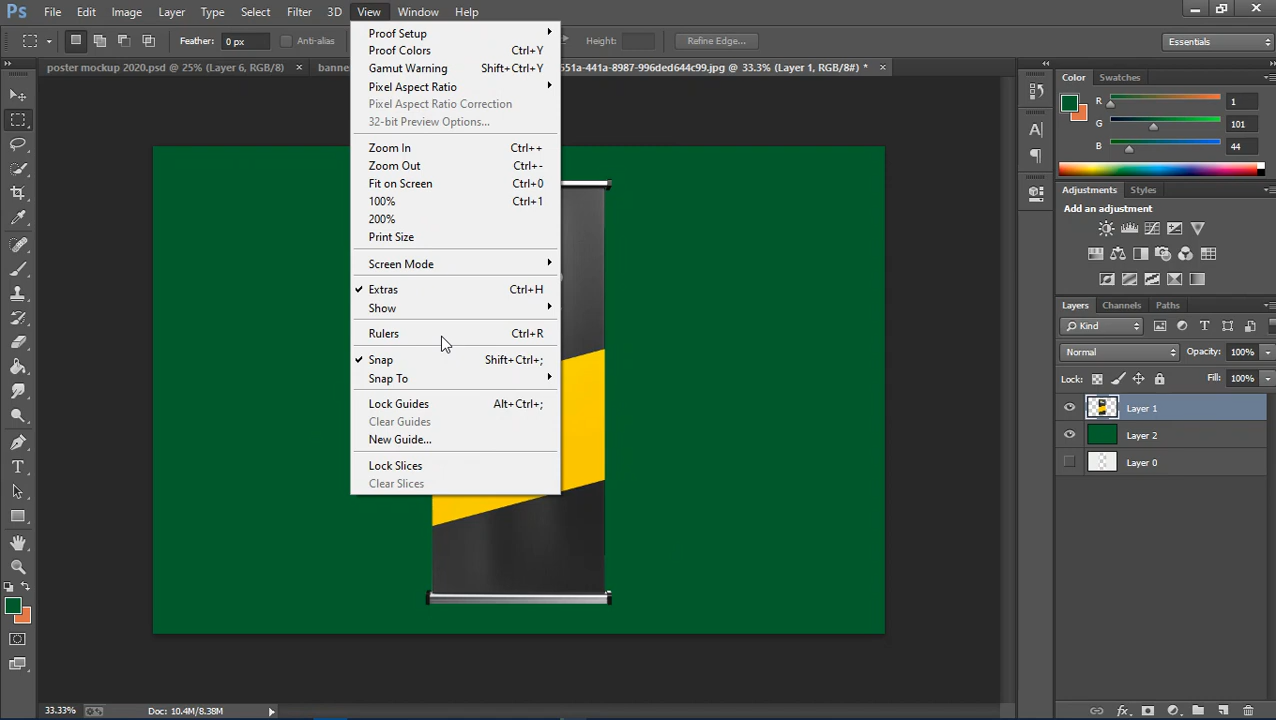 Ps File Edit Image Layer Type Select Filter 3D View Window Help
Feather: 0 px Anti-alias Height: Refine Edge... Essentials
poster mockup 2020.psd @ 25% (Layer 6, RGB/8) × 651a-441a-8987-996ded644c99.jpg @ 33.3% (Layer 1, RGB/8#) * ×
Proof Setup
Proof Colors Ctrl+Y
Gamut Warning Shift+Ctrl+Y
Pixel Aspect Ratio
Pixel Aspect Ratio Correction
32-bit Preview Options...
Zoom In Ctrl++
Zoom Out Ctrl+-
Fit on Screen Ctrl+0
100% Ctrl+1
200%
Print Size
Screen Mode
Extras Ctrl+H
Show
Rulers Ctrl+R
Snap Shift+Ctrl+;
Snap To
Lock Guides Alt+Ctrl+;
Clear Guides
New Guide...
Lock Slices
Clear Slices
Color Swatches
R 1
G 101
B 44
Adjustments Styles
Add an adjustment
Layers Channels Paths
Kind
Normal Opacity: 100%
Lock: Fill: 100%
Layer 1
Layer 2
Layer 0
33.33% Doc: 10.4M/8.38M